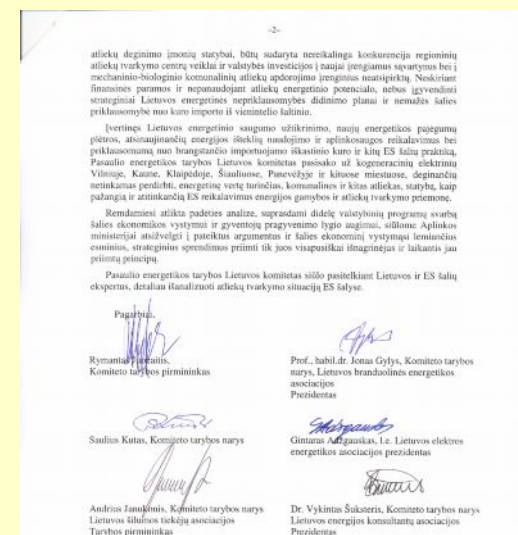 -2-
atliekų deginimo įmonių statybai, būtų sudaryta nereikalinga konkurencija regioninių
atliekų tvarkymo centrų veiklai ir valstybės investicijos į naujai įrengiamus sąvartynus bei į
mechaninio-biologinio komunalinių atliekų apdorojimo įrenginius neatsipirktų. Neskiriant
finansinės paramos ir nepanaudojant atliekų energetinio potencialo, nebus įgyvendinti
strateginiai Lietuvos energetinės nepriklausomybės didinimo planai ir nemažės šalies
priklausomybė nuo kuro importo iš vienintelio šaltinio.
Įvertinęs Lietuvos energetinio saugumo užtikrinimo, naujų energetikos pajėgumų
plėtros, atsinaujinančių energijos išteklių naudojimo ir aplinkosaugos reikalavimus bei
priklausomumą nuo brangstančio importuojamo iškastinio kuro ir kitų ES šalių praktiką,
Pasaulio energetikos tarybos Lietuvos komitetas pasisako už kogeneracinių elektrinių
Vilniuje, Kaune, Klaipėdoje, Šiauliuose, Panevėžyje ir kituose miestuose, deginančių
netinkamas perdirbti, energetinę vertę turinčias, komunalines ir kitas atliekas, statybą, kaip
pažangią ir atitinkančią ES reikalavimus energijos gamybos ir atliekų tvarkymo priemonę.
Remdamiesi atlikta padėties analize, suprasdami didelę valstybinių programų svarbą
šalies ekonomikos vystymui ir gyventojų pragyvenimo lygio augimui, siūlome Aplinkos
ministerijai atsižvelgti į pateiktus argumentus ir šalies ekonominį vystymąsi lemiančius
esminius, strateginius sprendimus priimti tik juos visapusiškai išnagrinėjus ir laikantis jau
priimtų principų.
Pasaulio energetikos tarybos Lietuvos komitetas siūlo pasitelkiant Lietuvos ir ES šalių
ekspertus, detaliau išanalizuoti atliekų tvarkymo situaciją ES šalyse.
Pagarbiai,
Rymantas
Komiteto tarybos pirmininkas
Prof., habil.dr. Jonas Gylys, Komiteto tarybos
narys, Lietuvos branduolinės energetikos
asociacijos
Prezidentas
Saulius Kutas, Komiteto tarybos narys
Gintaras Adžgauskas, l.e. Lietuvos elektros
energetikos asociacijos prezidentas
Andrius Janukonis, Komiteto tarybos narys
Lietuvos šilumos tiekėjų asociacijos
Tarybos pirmininkas
Dr. Vykintas Šuksteris, Komiteto tarybos narys
Lietuvos energijos konsultantų asociacijos
Prezidentas